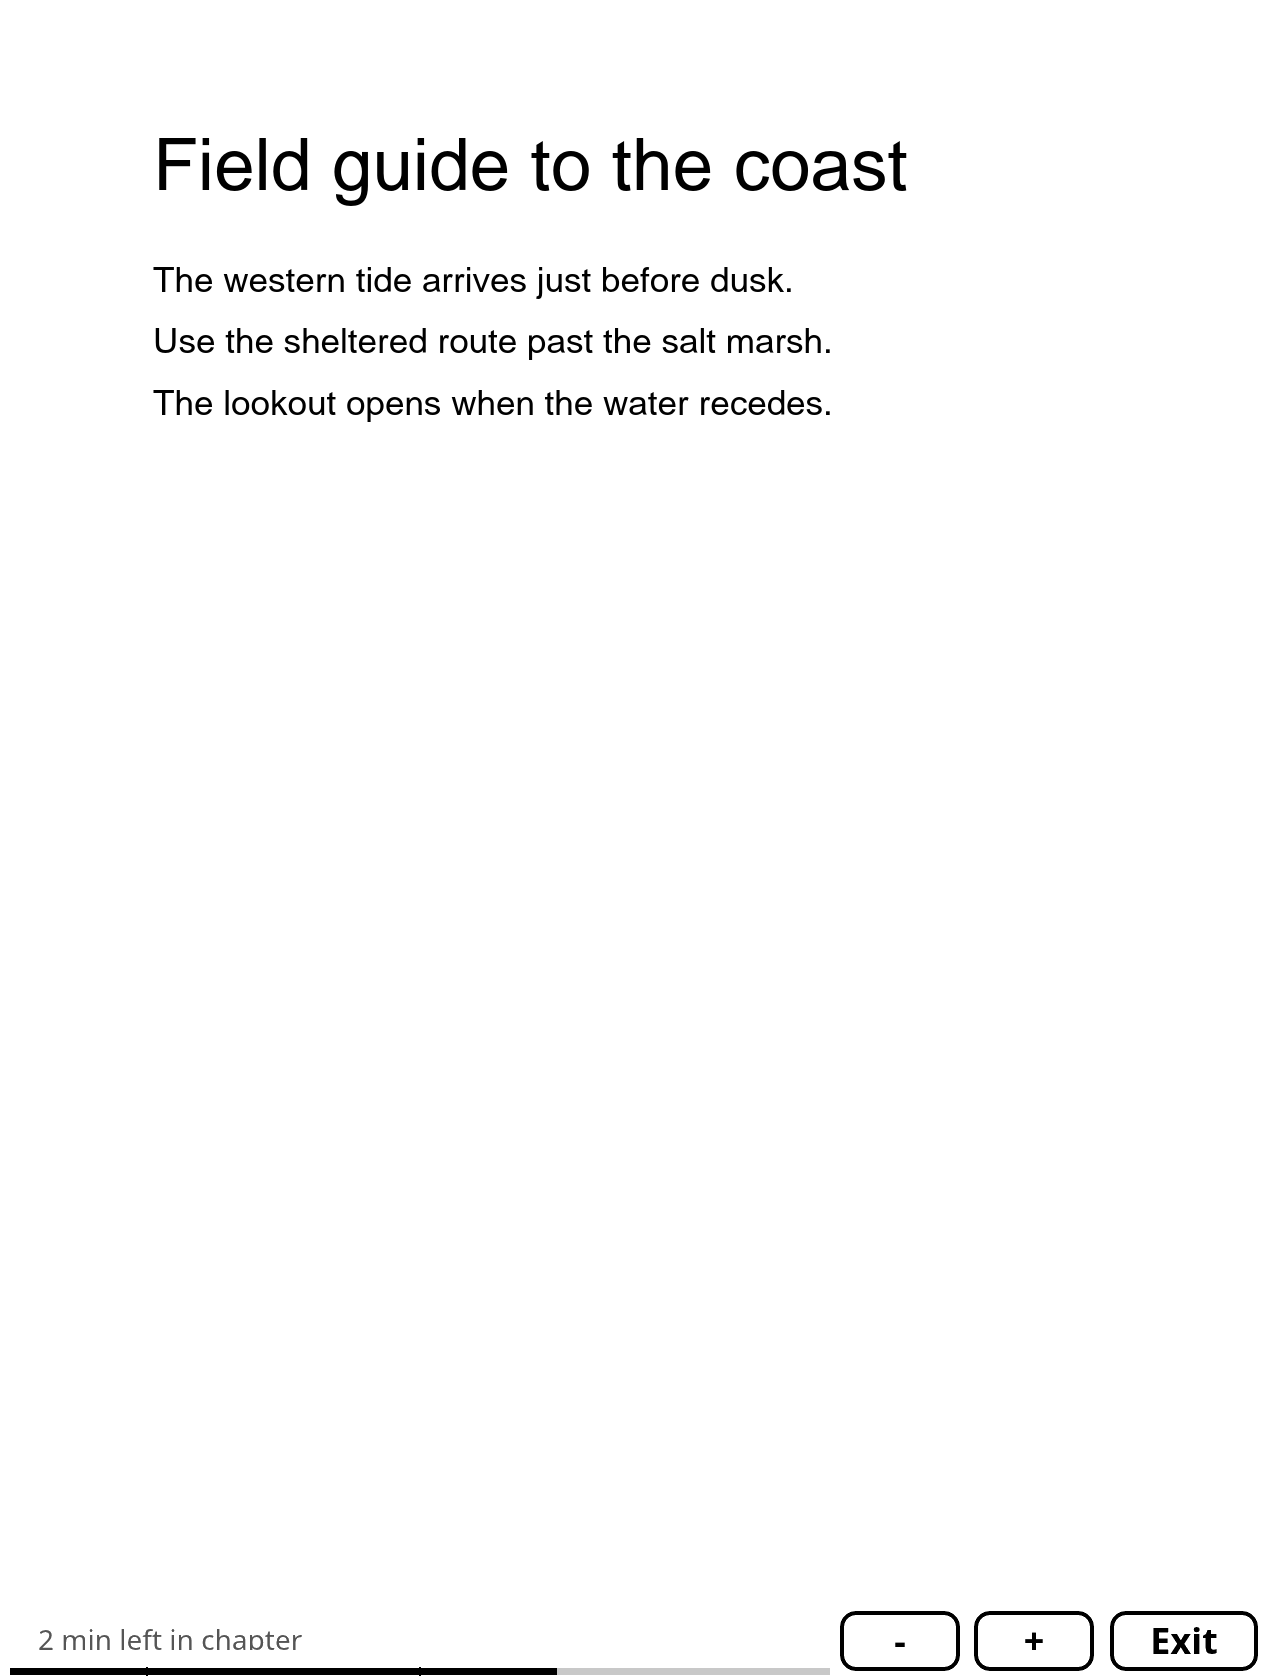 Field guide to the coast
The western tide arrives just before dusk.
Use the sheltered route past the salt marsh.
The lookout opens when the water recedes.
2 min left in chapter
-
+
Exit